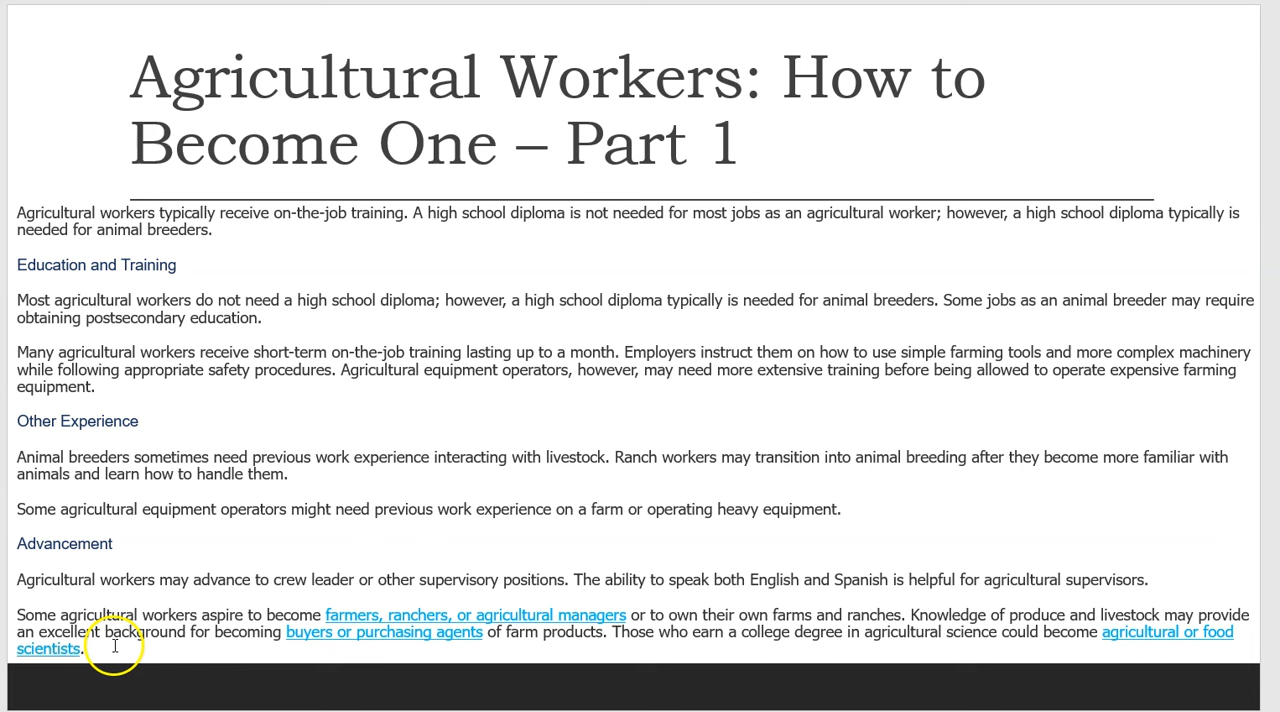 Agricultural Workers: How to
Become One – Part 1
Agricultural workers typically receive on-the-job training. A high school diploma is not needed for most jobs as an agricultural worker; however, a high school diploma typically is
needed for animal breeders.
Education and Training
Most agricultural workers do not need a high school diploma; however, a high school diploma typically is needed for animal breeders. Some jobs as an animal breeder may require
obtaining postsecondary education.
Many agricultural workers receive short-term on-the-job training lasting up to a month. Employers instruct them on how to use simple farming tools and more complex machinery
while following appropriate safety procedures. Agricultural equipment operators, however, may need more extensive training before being allowed to operate expensive farming
equipment.
Other Experience
Animal breeders sometimes need previous work experience interacting with livestock. Ranch workers may transition into animal breeding after they become more familiar with
animals and learn how to handle them.
Some agricultural equipment operators might need previous work experience on a farm or operating heavy equipment.
Advancement
Agricultural workers may advance to crew leader or other supervisory positions. The ability to speak both English and Spanish is helpful for agricultural supervisors.
Some agricultural workers aspire to become farmers, ranchers, or agricultural managers or to own their own farms and ranches. Knowledge of produce and livestock may provide
an excellent background for becoming buyers or purchasing agents of farm products. Those who earn a college degree in agricultural science could become agricultural or food
scientists.